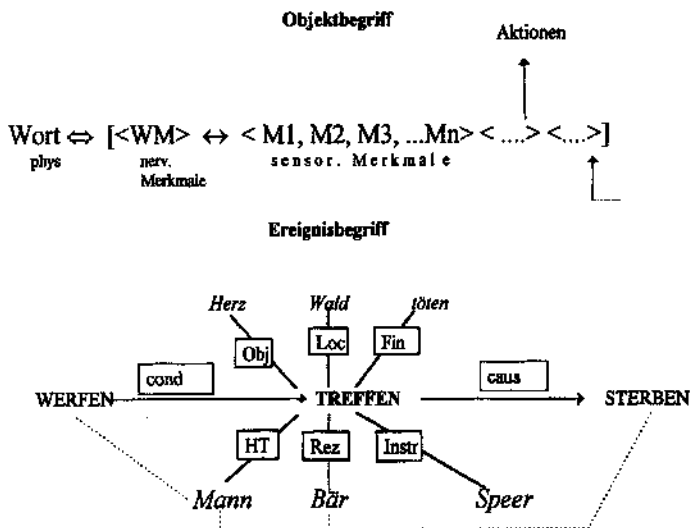 Objektbegriff
Aktionen
Wort ⇔ [<WM> ↔ < M1, M2, M3, ...Mn> < ....> <....>]
phys nerv. sensor. Merkmale
Merkmale
Ereignisbegriff
Herz Wald töten
Obj Loc Fin
cond caus
WERFEN TREFFEN STERBEN
HT Rez Instr
Mann Bär Speer